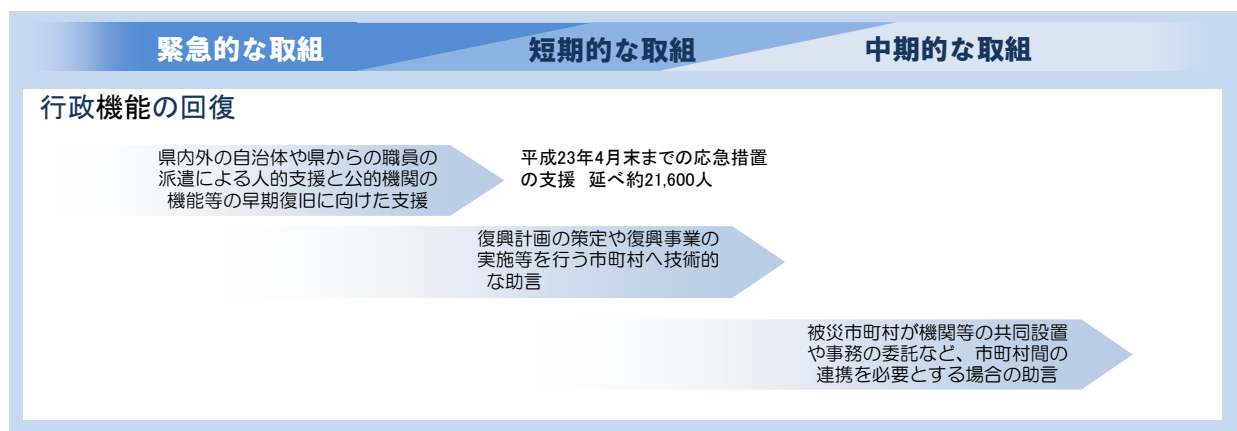 緊急的な取組
短期的な取組
中期的な取組
行政機能の回復
県内外の自治体や県からの職員の
派遣による人的支援と公的機関の
機能等の早期復旧に向けた支援
平成23年4月末までの応急措置
の支援 延べ約21,600人
復興計画の策定や復興事業の
実施等を行う市町村へ技術的
な助言
被災市町村が機関等の共同設置
や事務の委託など、市町村間の
連携を必要とする場合の助言